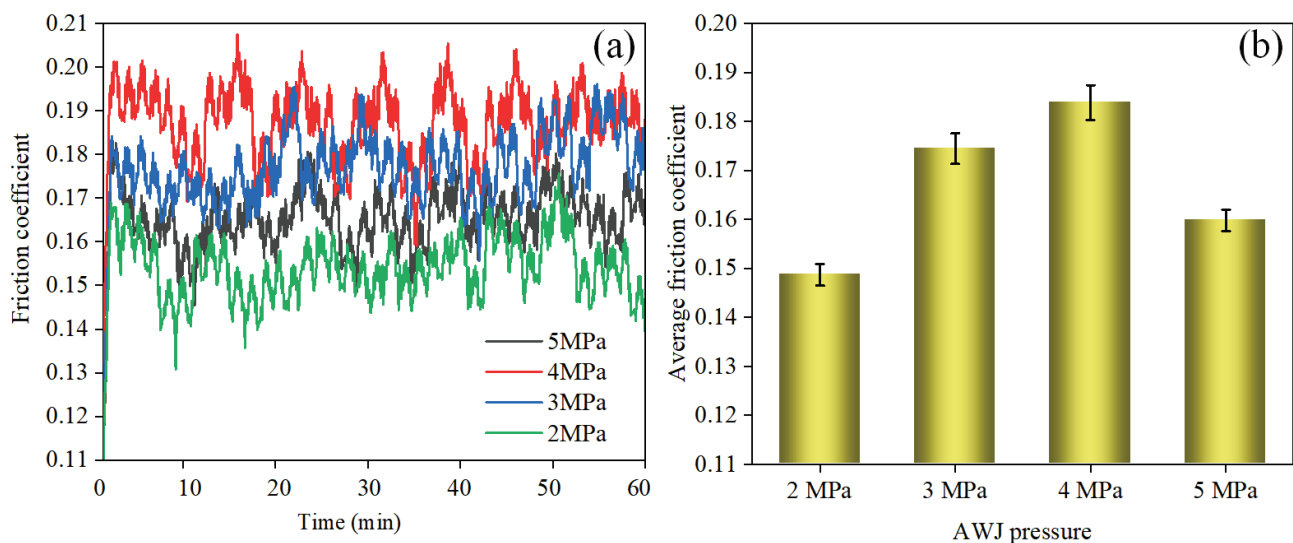 (a)
Friction coefficient
0.21
0.20
0.19
0.18
0.17
0.16
0.15
0.14
0.13
0.12
0.11
5MPa
4MPa
3MPa
2MPa
0 10 20 30 40 50 60
Time (min)
(b)
Average friction coefficient
0.20
0.19
0.18
0.17
0.16
0.15
0.14
0.13
0.12
0.11
2 MPa 3 MPa 4 MPa 5 MPa
AWJ pressure